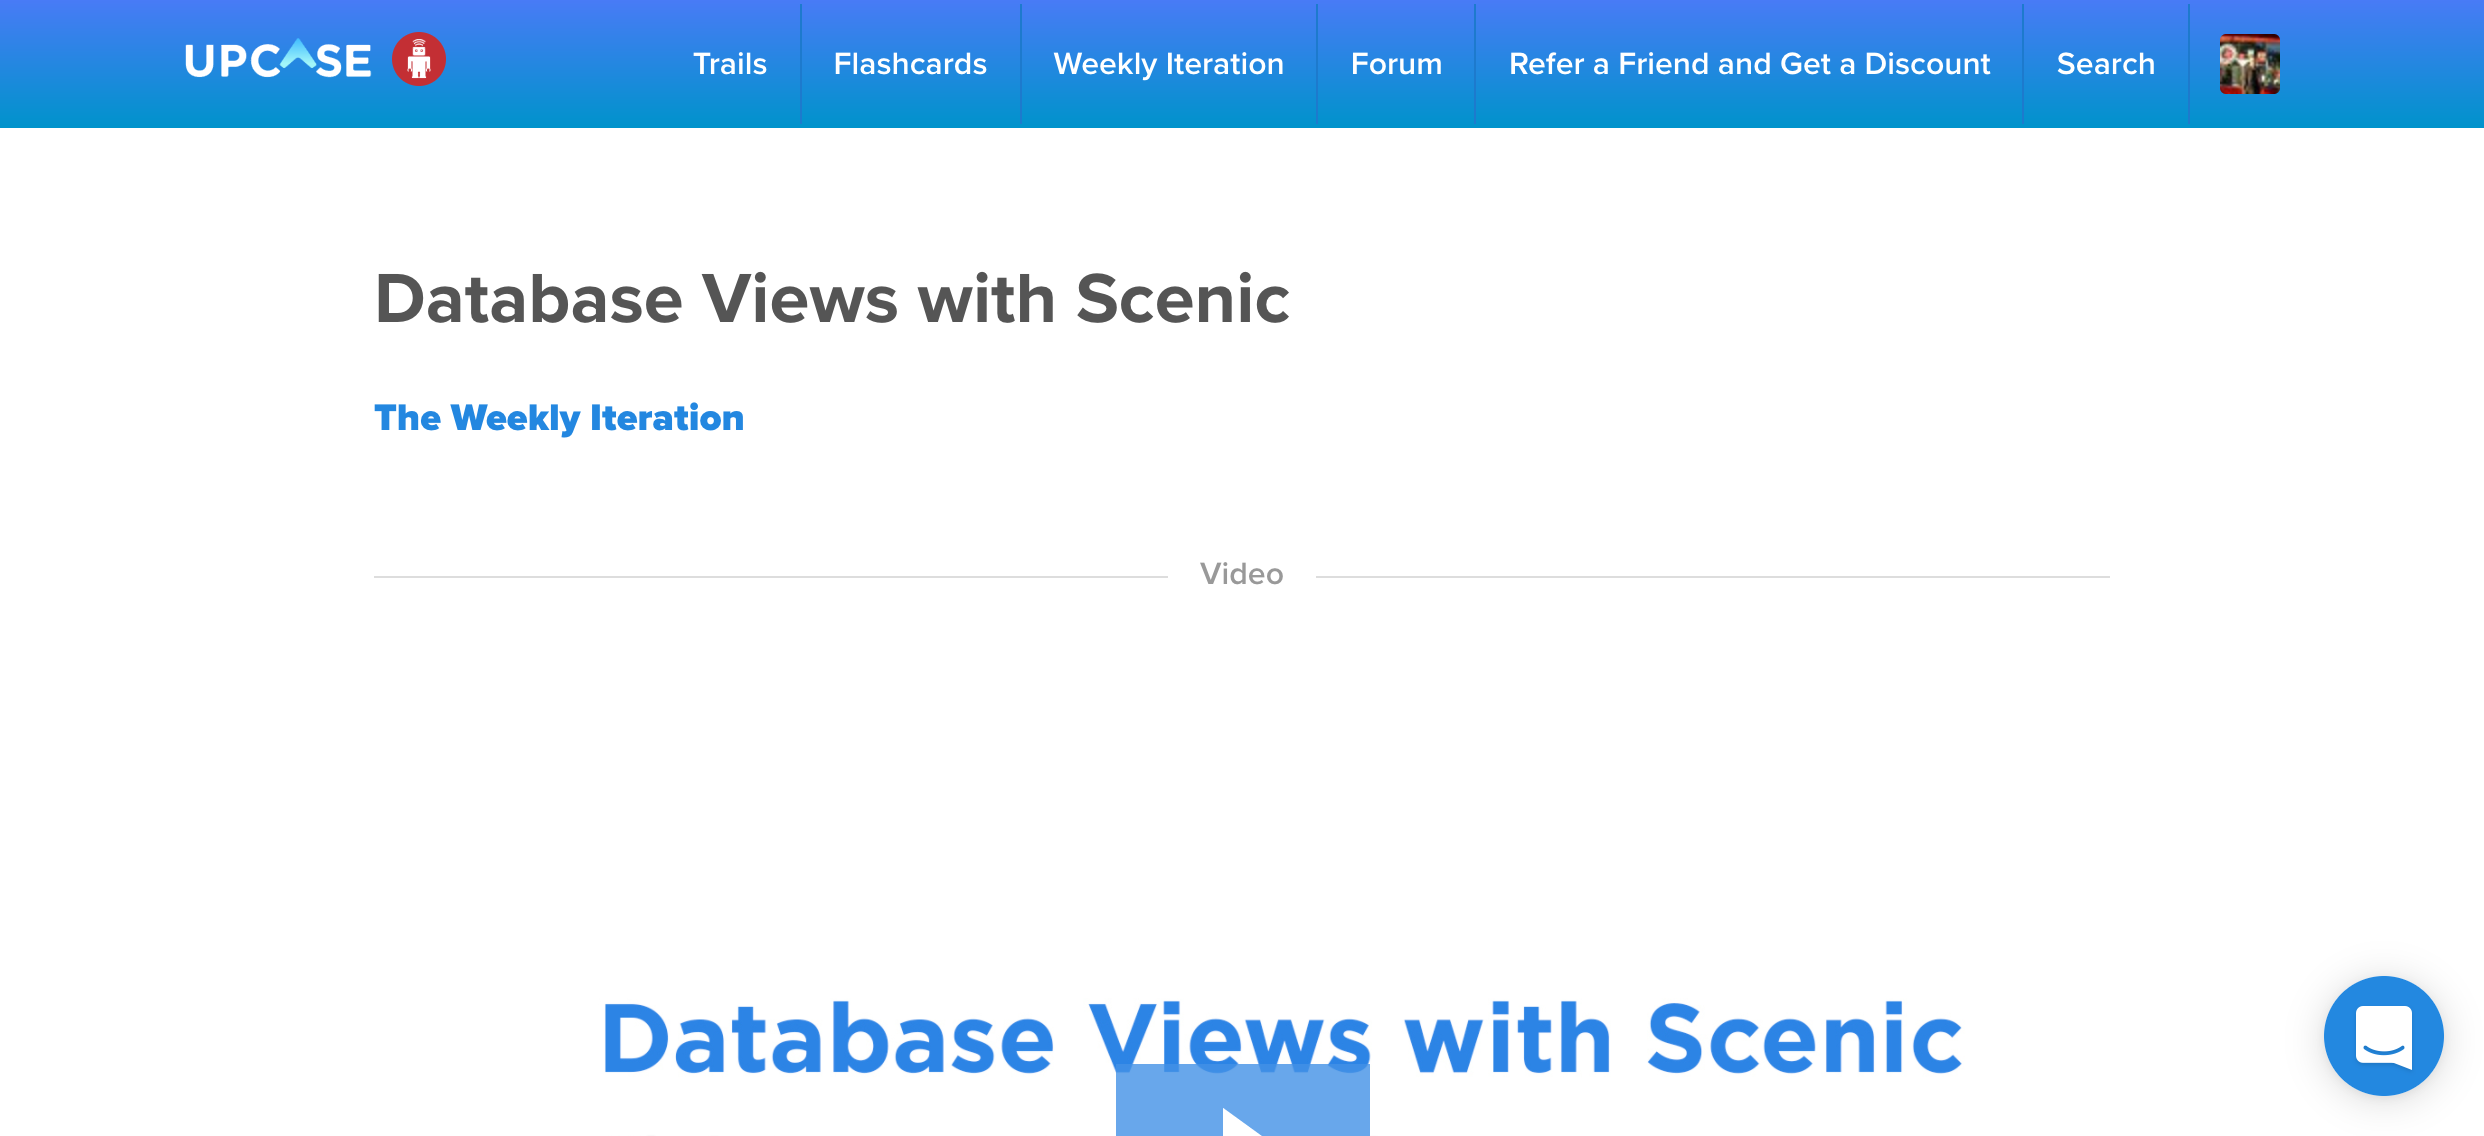 UPCASE
Trails
Flashcards
Weekly Iteration
Forum
Refer a Friend and Get a Discount
Search
Database Views with Scenic
The Weekly Iteration
Video
Database Views with Scenic